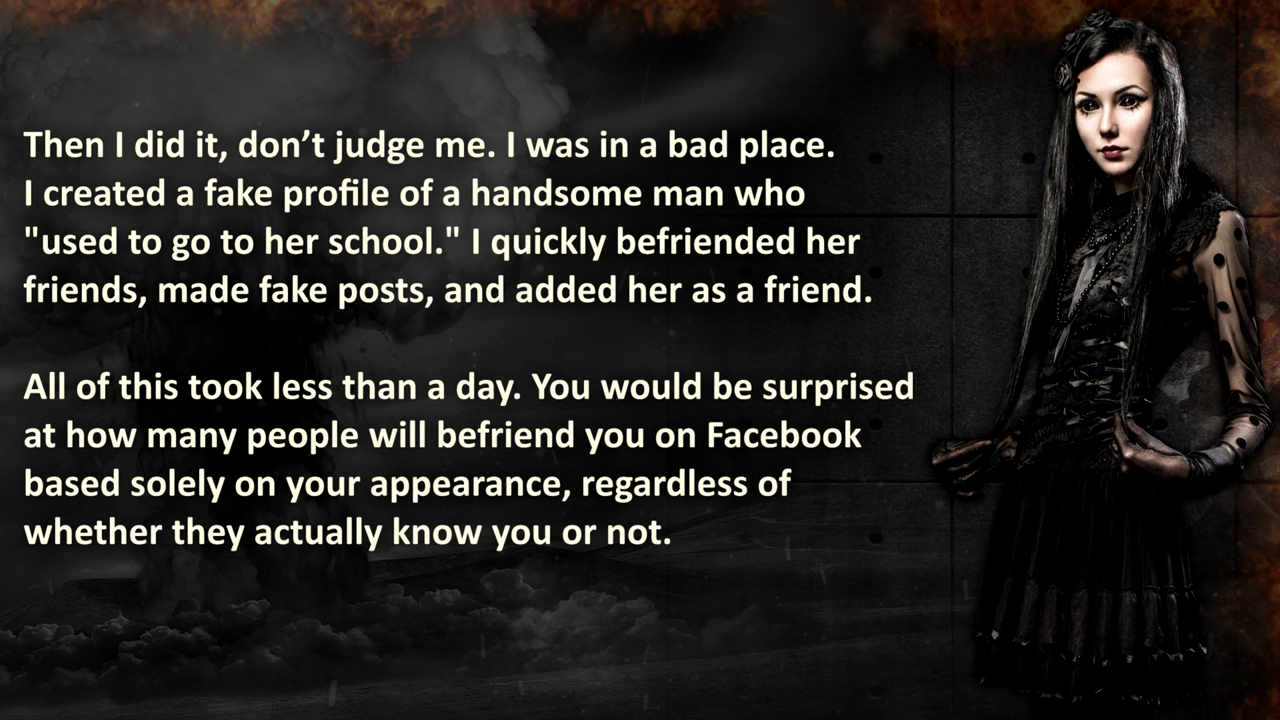 Then I did it, don’t judge me. I was in a bad place.
I created a fake profile of a handsome man who
"used to go to her school." I quickly befriended her
friends, made fake posts, and added her as a friend.
All of this took less than a day. You would be surprised
at how many people will befriend you on Facebook
based solely on your appearance, regardless of
whether they actually know you or not.